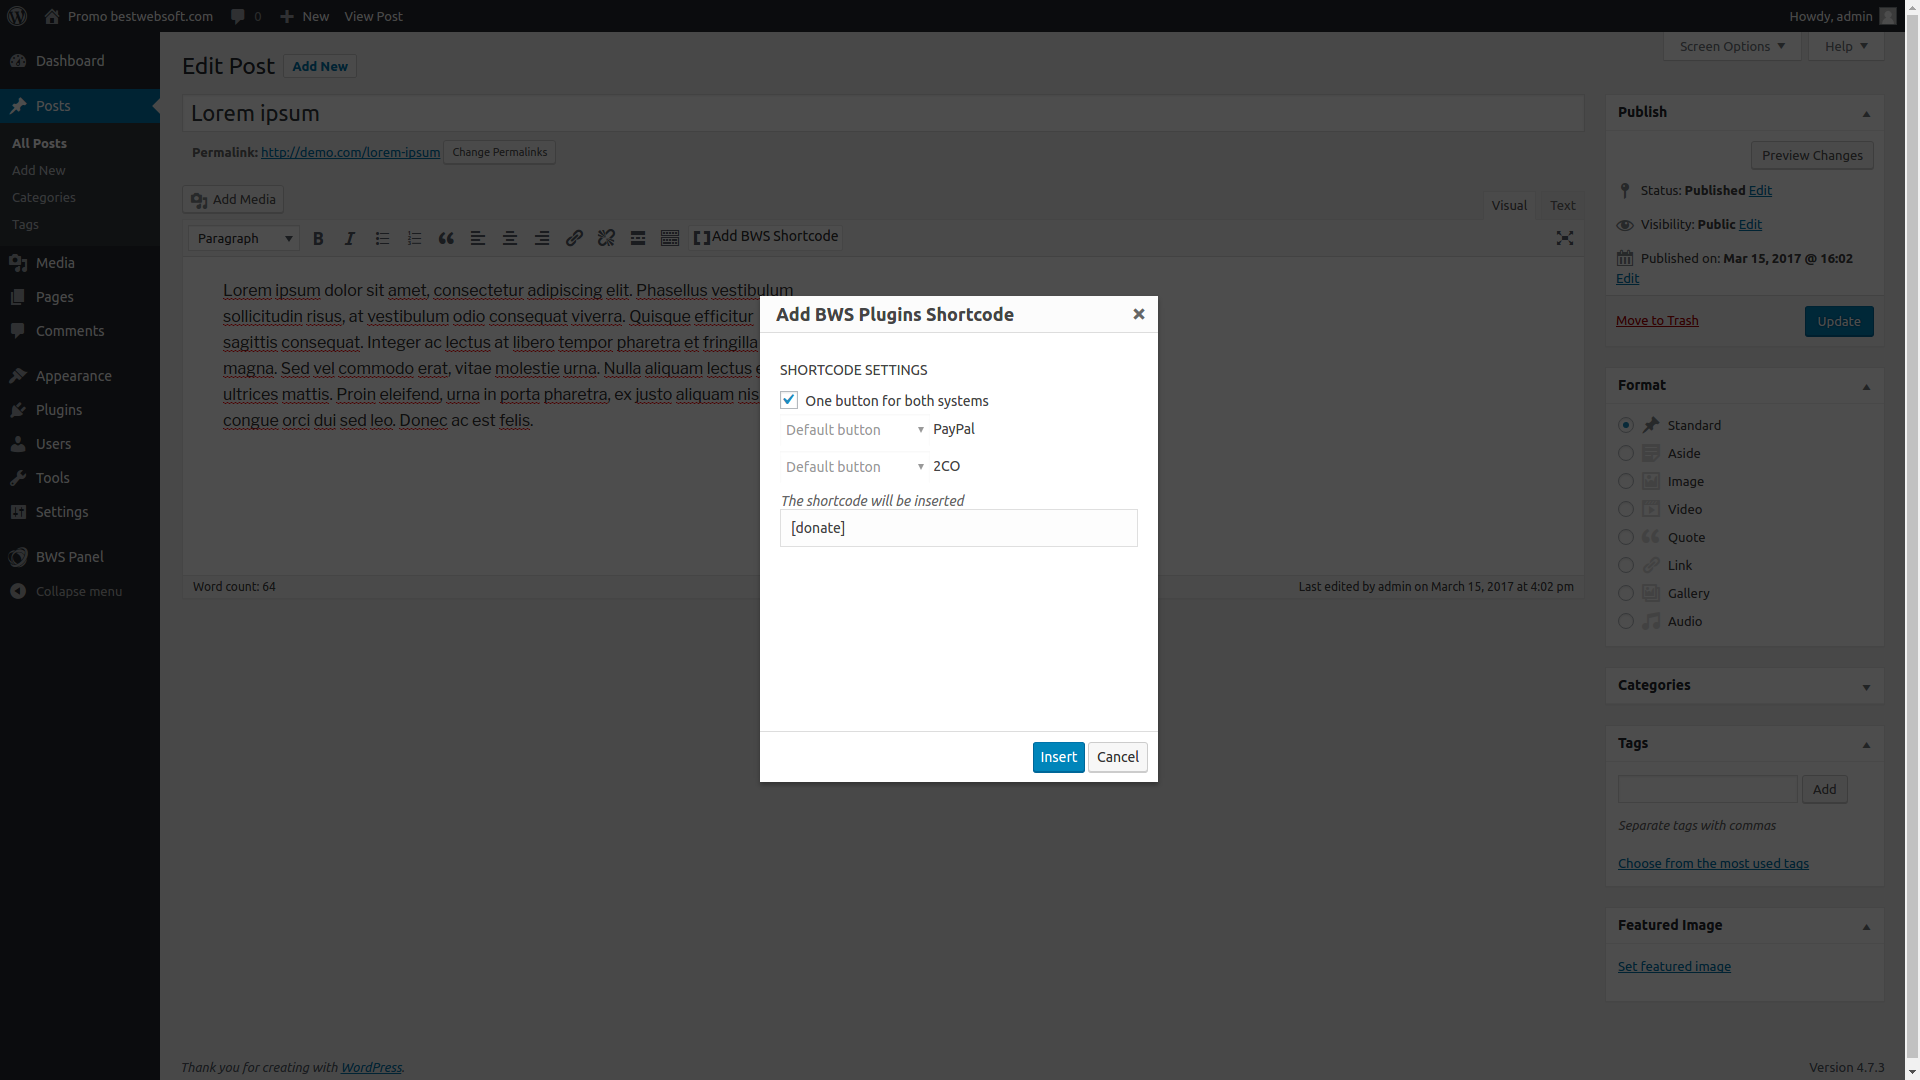 Promo bestwebsoft.com
0
New
View Post
Howdy, admin
Dashboard
Posts
All Posts
Add New
Categories
Tags
Media
Pages
Comments
Appearance
Plugins
Users
Tools
Settings
BWS Panel
Collapse menu
Screen Options
Help
Edit Post
Add New
Lorem ipsum
Permalink: http://demo.com/lorem-ipsum
Change Permalinks
Add Media
Visual
Text
Paragraph
Add BWS Shortcode
Lorem ipsum dolor sit amet, consectetur adipiscing elit. Phasellus vestibulum
sollicitudin risus, at vestibulum odio consequat viverra. Quisque efficitur
sagittis consequat. Integer ac lectus at libero tempor pharetra et fringilla
magna. Sed vel commodo erat, vitae molestie urna. Nulla aliquam lectus
ultrices mattis. Proin eleifend, urna in porta pharetra, ex justo aliquam
congue orci dui sed leo. Donec ac est felis.
Word count: 64
Last edited by admin on March 15, 2017 at 4:02 pm
Add BWS Plugins Shortcode
SHORTCODE SETTINGS
One button for both systems
Default button
PayPal
Default button
2CO
The shortcode will be inserted
[donate]
Insert
Cancel
Publish
Preview Changes
Status: Published Edit
Visibility: Public Edit
Published on: Mar 15, 2017 @ 16:02
Edit
Move to Trash
Update
Format
Standard
Aside
Image
Video
Quote
Link
Gallery
Audio
Categories
Tags
Add
Separate tags with commas
Choose from the most used tags
Featured Image
Set featured image
Thank you for creating with WordPress.
Version 4.7.3